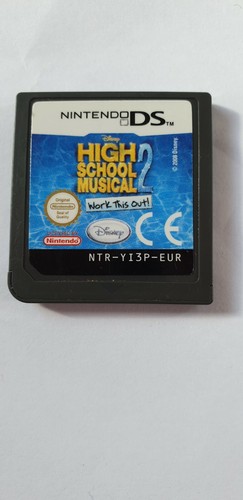 NINTENDO DS™
Disney
HIGH
SCHOOL
MUSICAL 2
Work This Out!
© 2008 Disney.
Original
Nintendo
Seal of
Quality
Nintendo
Disney
CE
NTR-YI3P-EUR